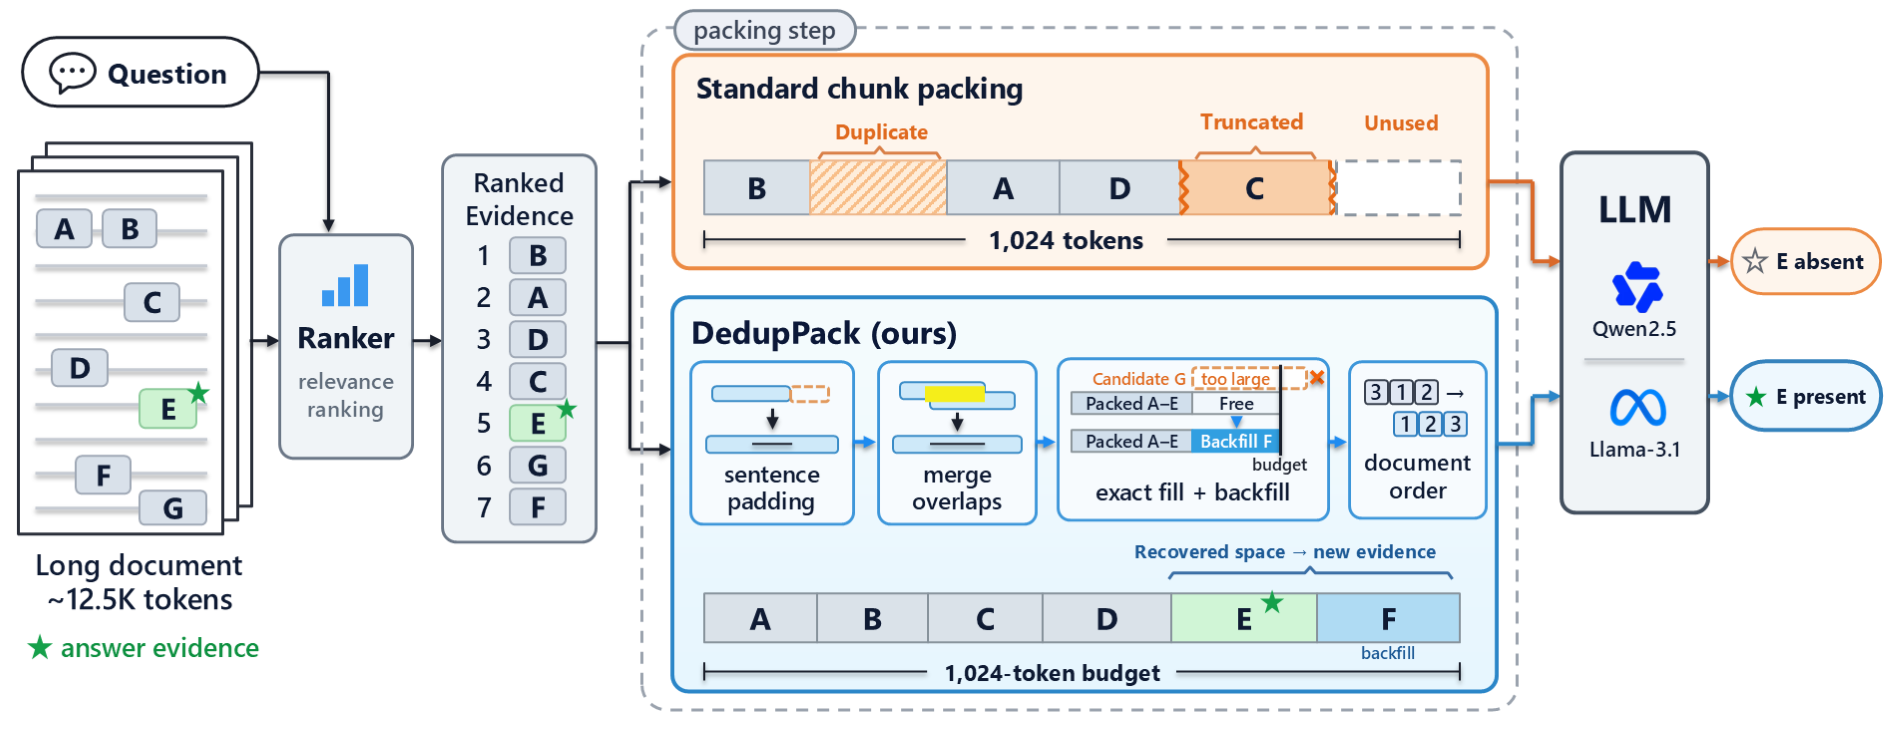 Question
A B
C
D
E
F
G
Long document
~12.5K tokens
★ answer evidence
Ranker
relevance
ranking
Ranked
Evidence
1 B
2 A
3 D
4 C
5 E
6 G
7 F
packing step
Standard chunk packing
Duplicate
Truncated
Unused
B A D C
1,024 tokens
DedupPack (ours)
sentence
padding
merge
overlaps
Candidate G too large
Packed A–E Free
Packed A–E Backfill F
budget
exact fill + backfill
3 1 2 →
1 2 3
document
order
Recovered space → new evidence
A B C D E F
backfill
1,024-token budget
LLM
Qwen2.5
Llama-3.1
☆ E absent
★ E present